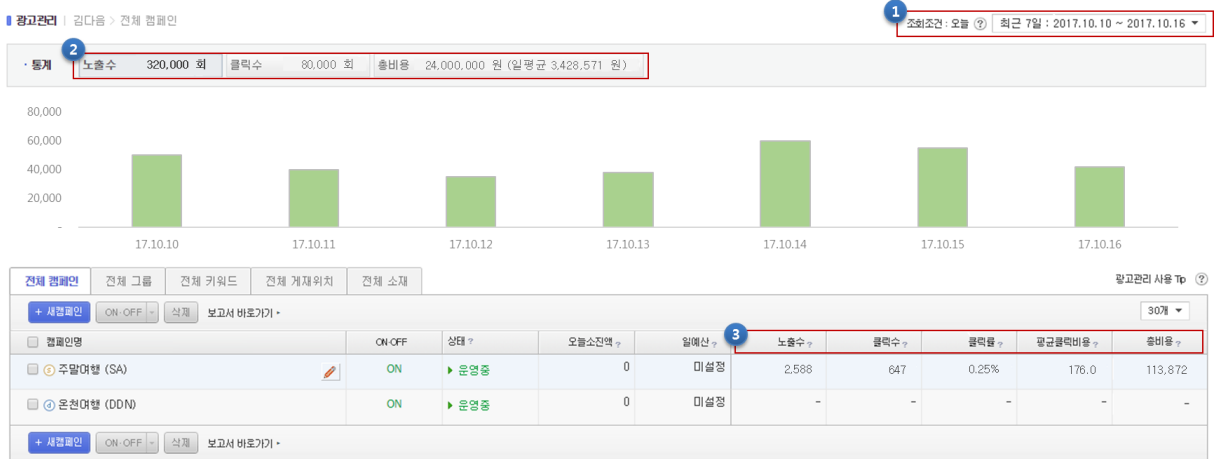 1
광고관리 | 김다음 > 전체 캠페인
조회조건 : 오늘 ? 최근 7일 : 2017.10.10 ~ 2017.10.16
2
· 통계 노출수 320,000 회 클릭수 80,000 회 총비용 24,000,000 원 (일평균 3,428,571 원)
80,000
60,000
40,000
20,000
-
17.10.10 17.10.11 17.10.12 17.10.13 17.10.14 17.10.15 17.10.16
전체 캠페인 전체 그룹 전체 키워드 전체 게재위치 전체 소재 광고관리 사용 Tip ?
+ 새캠페인 ON·OFF 삭제 보고서 바로가기 30개
3
캠페인명 ON·OFF 상태 ? 오늘소진액 ? 일예산 ? 노출수 ? 클릭수 ? 클릭률 ? 평균클릭비용 ? 총비용 ?
s 주말여행 (SA) ON 운영중 0 미설정 2,588 647 0.25% 176.0 113,872
d 온천여행 (DDN) ON 운영중 0 미설정 - - - - -
+ 새캠페인 ON·OFF 삭제 보고서 바로가기